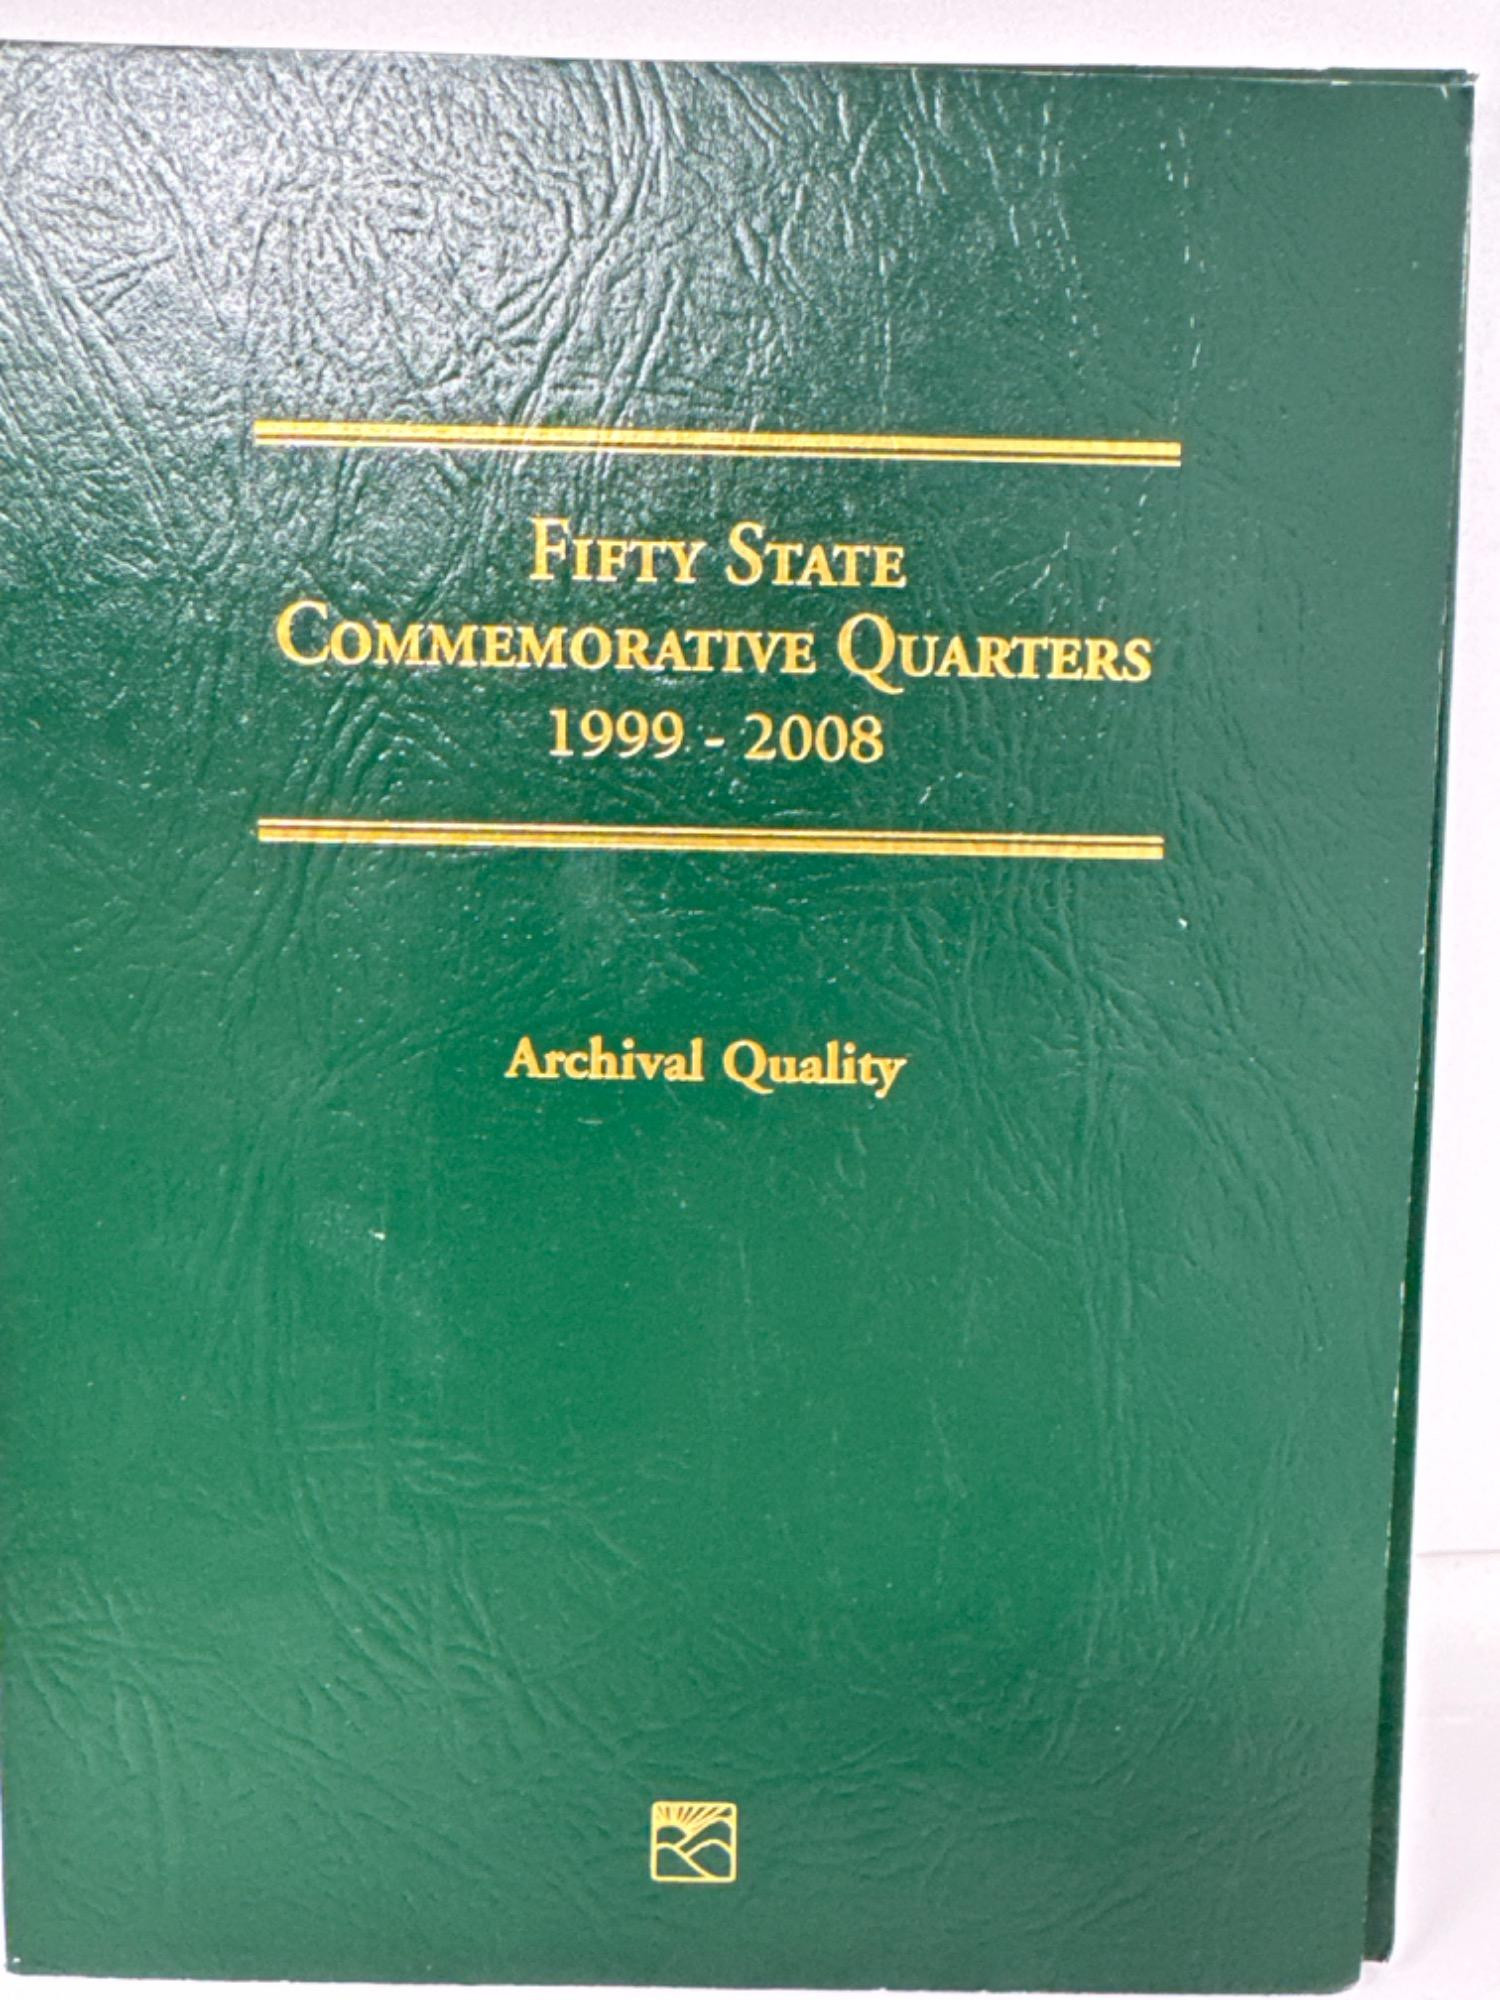 FIFTY STATE
COMMEMORATIVE QUARTERS
1999 - 2008
Archival Quality